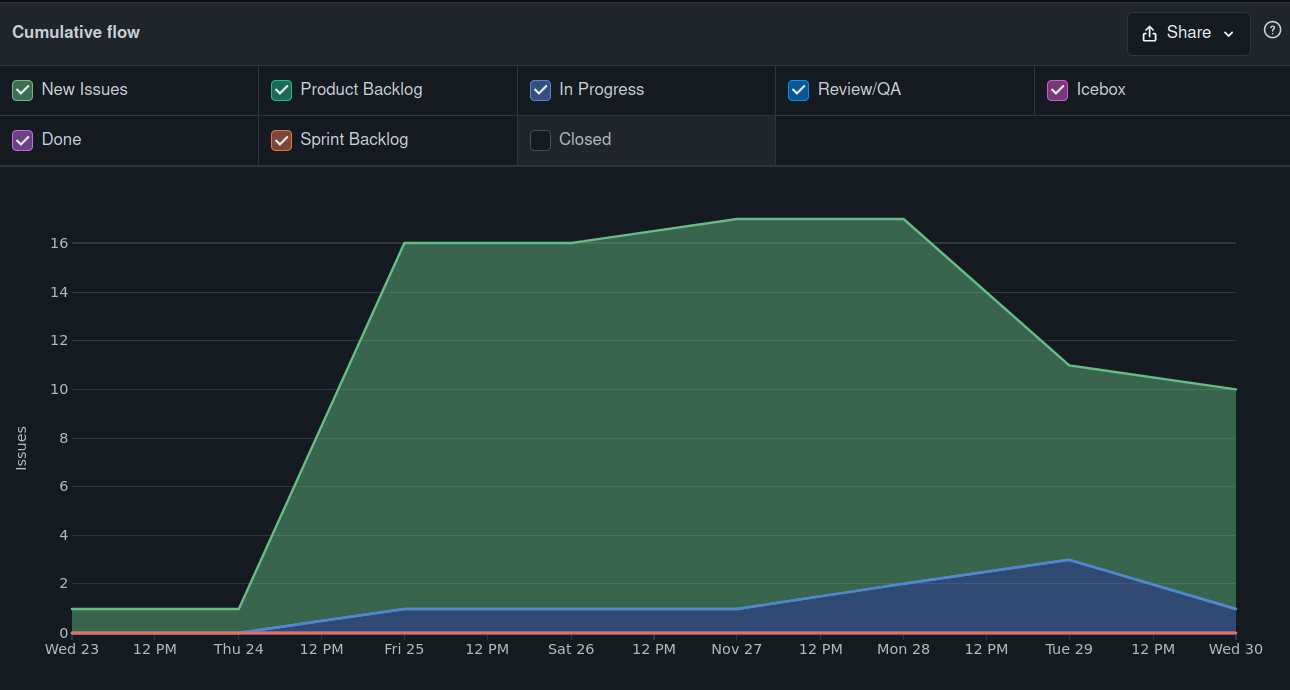 Cumulative flow
Share
New Issues
Product Backlog
In Progress
Review/QA
Icebox
Done
Sprint Backlog
Closed
16
14
12
10
8
6
4
2
0
Issues
Wed 23 12 PM Thu 24 12 PM Fri 25 12 PM Sat 26 12 PM Nov 27 12 PM Mon 28 12 PM Tue 29 12 PM Wed 30